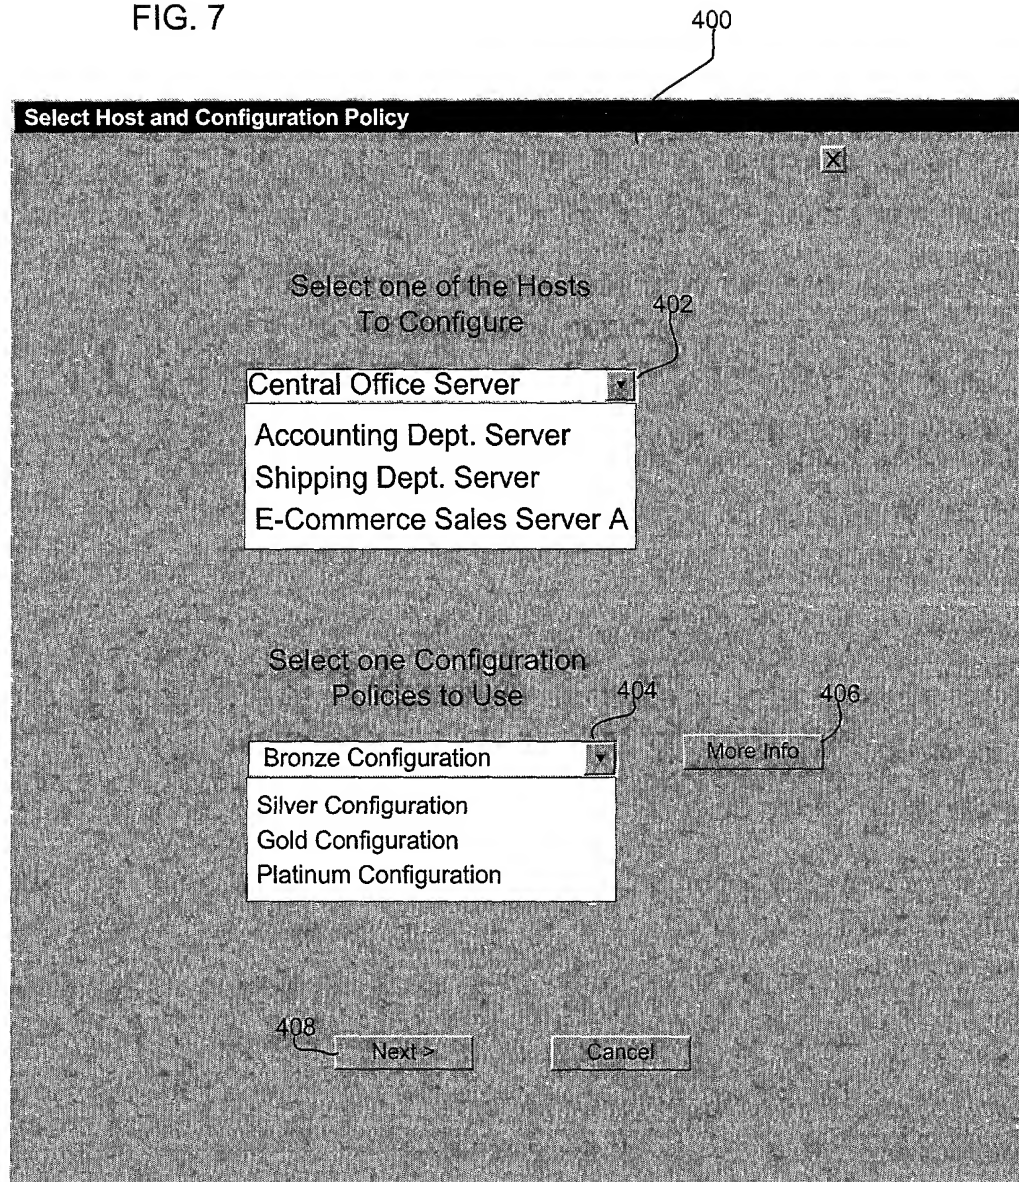 FIG. 7
400
Select Host and Configuration Policy
X
Select one of the Hosts
To Configure
402
Central Office Server
Accounting Dept. Server
Shipping Dept. Server
E-Commerce Sales Server A
Select one Configuration
Policies to Use
404
406
Bronze Configuration
More Info
Silver Configuration
Gold Configuration
Platinum Configuration
408
Next >
Cancel